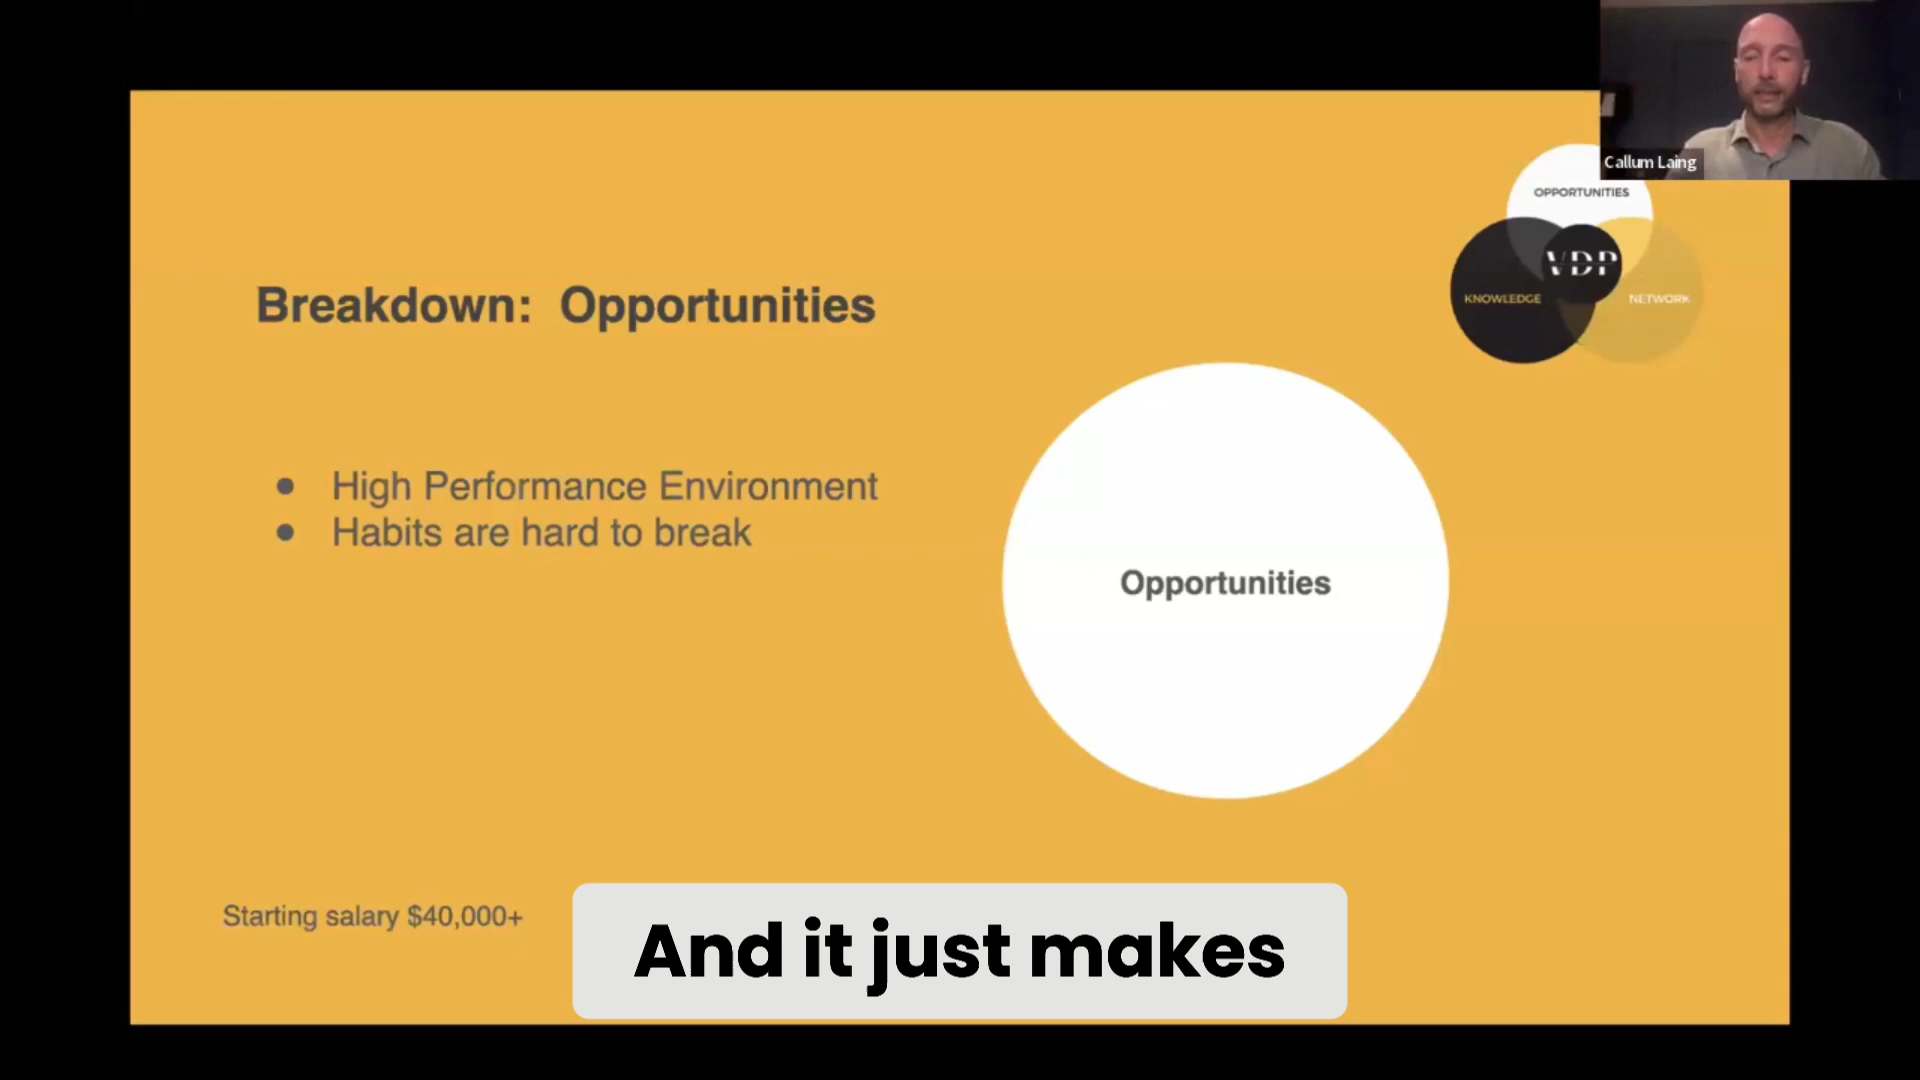 Callum Laing
OPPORTUNITIES
VDP
KNOWLEDGE
NETWORK
Breakdown: Opportunities
● High Performance Environment
● Habits are hard to break
Opportunities
Starting salary $40,000+
And it just makes